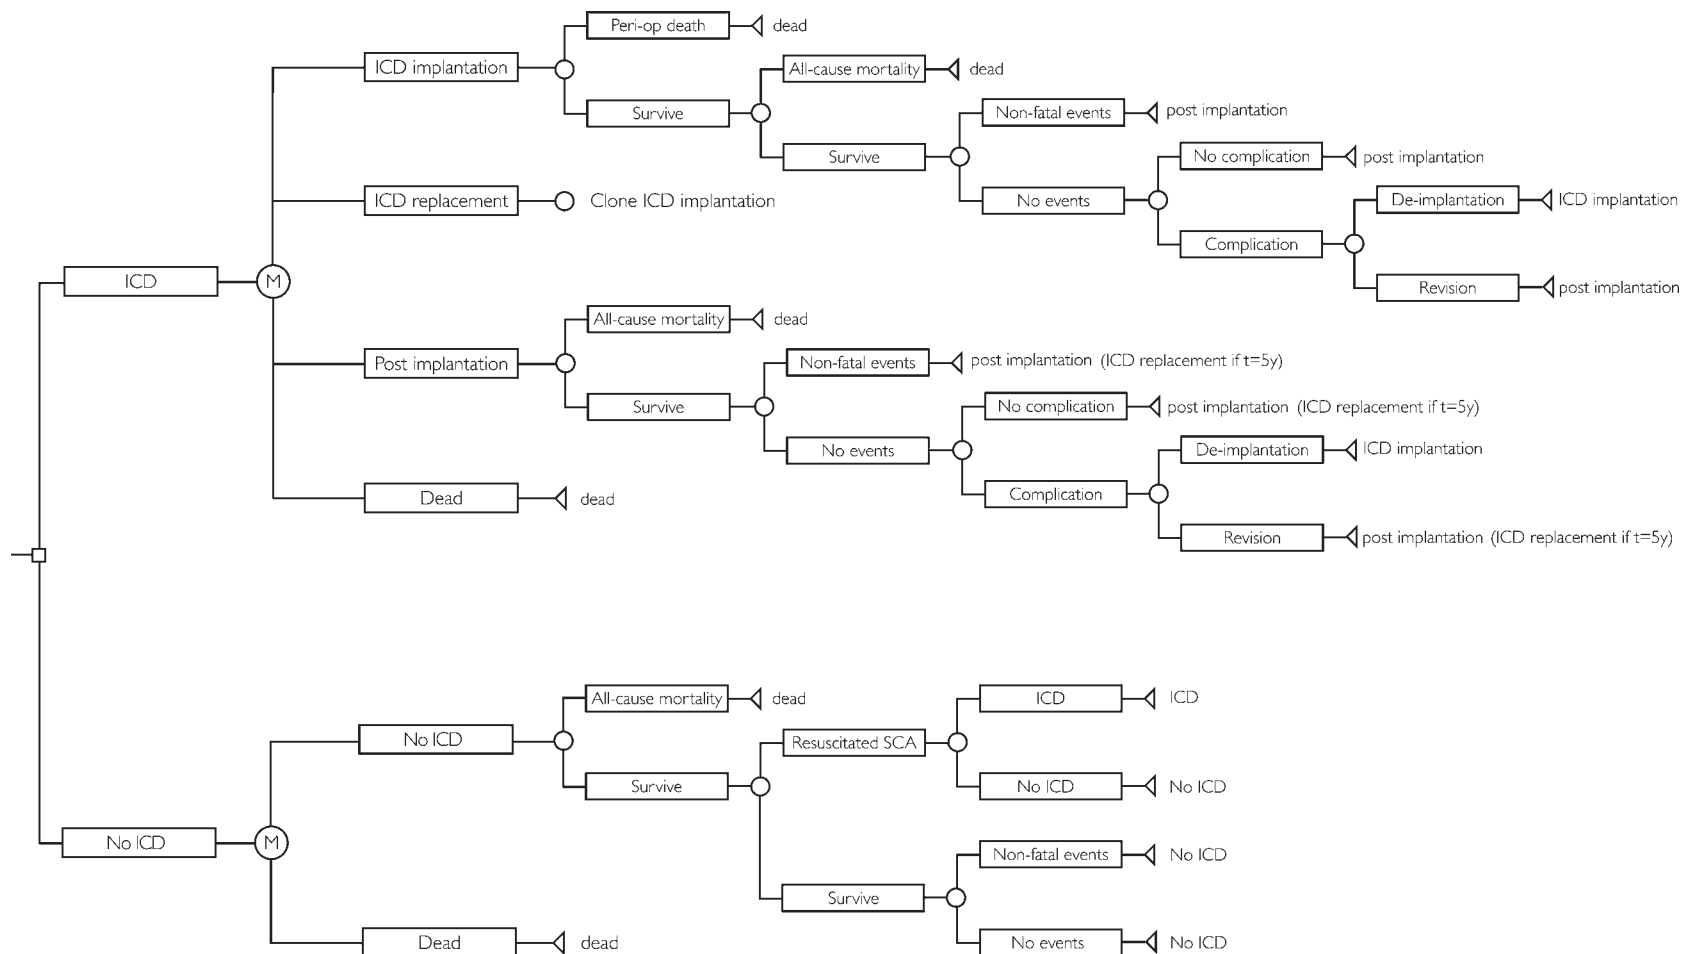 Peri-op death
dead
ICD implantation
All-cause mortality
dead
Survive
Non-fatal events
post implantation
Survive
No complication
post implantation
ICD replacement
Clone ICD implantation
No events
De-implantation
ICD implantation
Complication
ICD
M
Revision
post implantation
All-cause mortality
dead
Post implantation
Non-fatal events
post implantation (ICD replacement if t=5y)
Survive
No complication
post implantation (ICD replacement if t=5y)
No events
De-implantation
ICD implantation
Dead
dead
Complication
Revision
post implantation (ICD replacement if t=5y)
All-cause mortality
dead
ICD
ICD
No ICD
Resuscitated SCA
Survive
No ICD
No ICD
No ICD
M
Non-fatal events
No ICD
Survive
Dead
dead
No events
No ICD